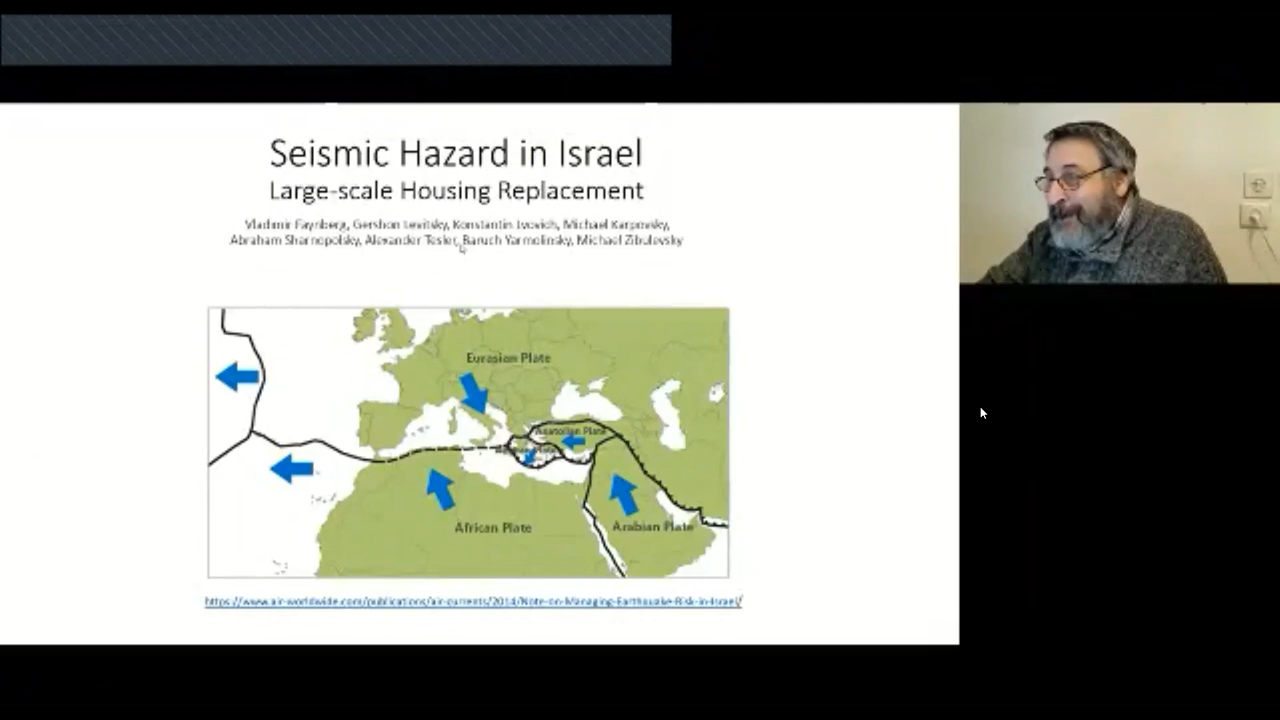 Seismic Hazard in Israel
Large-scale Housing Replacement
Vladimir Faynberg, Gershon Levitsky, Konstantin Lvovich, Michael Karpovsky,
Abraham Sharnopolsky, Alexander Tesler, Baruch Yarmolinsky, Michael Zibulevsky
Eurasian Plate
Anatolian Plate
Plate
African Plate
Arabian Plate
https://www.air-worldwide.com/publications/air-currents/2014/Note-on-Managing-Earthquake-Risk-in-Israel/